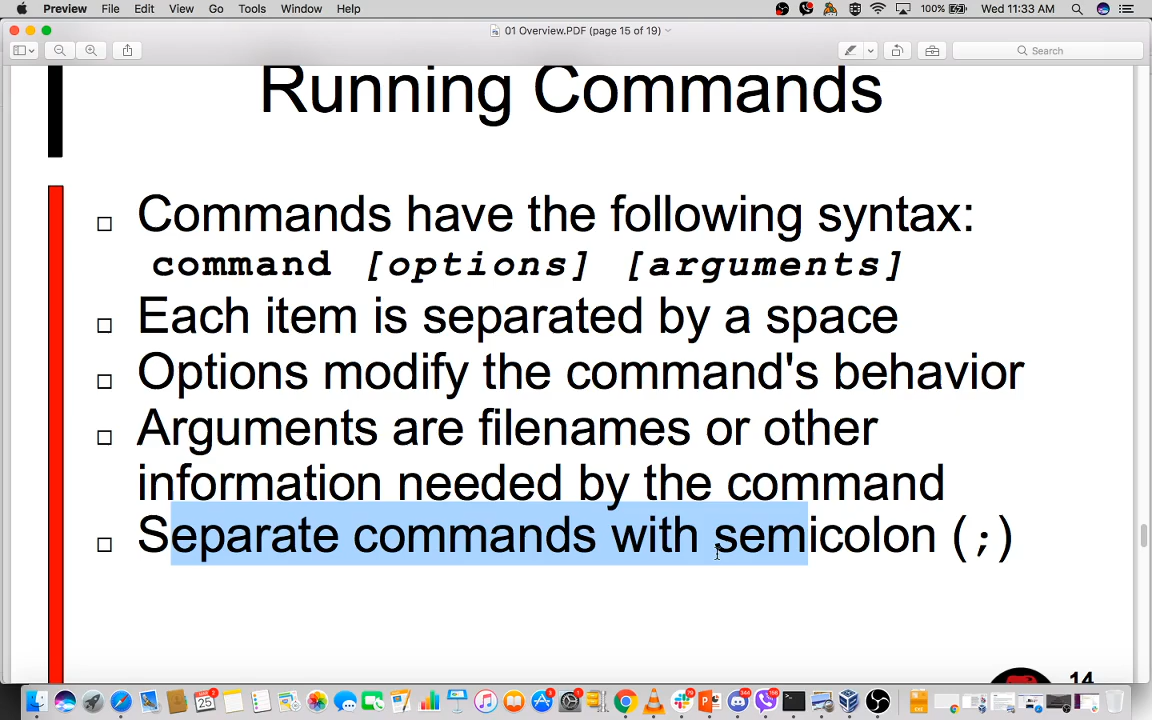 Preview File Edit View Go Tools Window Help 100% Wed 11:33 AM
01 Overview.PDF (page 15 of 19)
Search
Running Commands
Commands have the following syntax:
command [options] [arguments]
Each item is separated by a space
Options modify the command's behavior
Arguments are filenames or other
information needed by the command
Separate commands with semicolon (;)
14